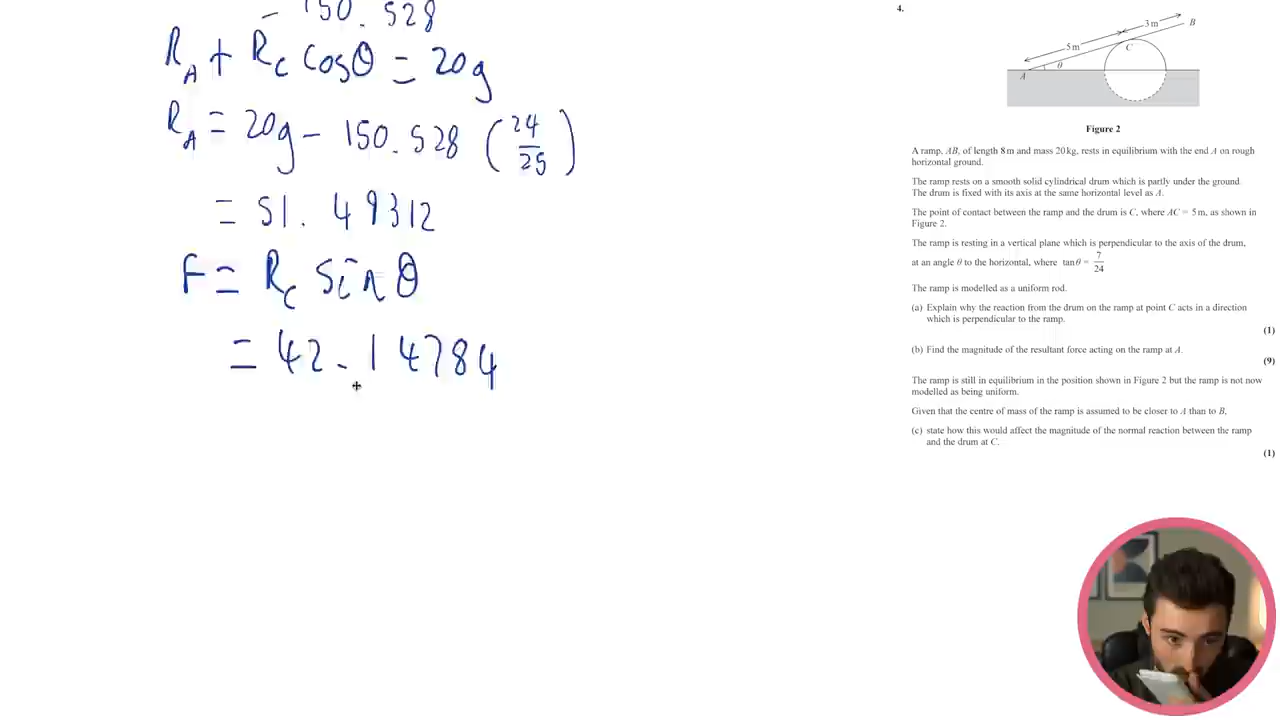 150.528
R_A + R_C cosθ = 20g
R_A = 20g - 150.528 (24/25)
= 51.49312
F = R_C sinθ
= 42.14784
4.
3 m
B
5 m
C
A
θ
Figure 2
A ramp, AB, of length 8 m and mass 20 kg, rests in equilibrium with the end A on rough
horizontal ground.
The ramp rests on a smooth solid cylindrical drum which is partly under the ground.
The drum is fixed with its axis at the same horizontal level as A.
The point of contact between the ramp and the drum is C, where AC = 5 m, as shown in
Figure 2.
The ramp is resting in a vertical plane which is perpendicular to the axis of the drum,
at an angle θ to the horizontal, where tan θ = 7/24
The ramp is modelled as a uniform rod.
(a) Explain why the reaction from the drum on the ramp at point C acts in a direction
which is perpendicular to the ramp.
(1)
(b) Find the magnitude of the resultant force acting on the ramp at A.
(9)
The ramp is still in equilibrium in the position shown in Figure 2 but the ramp is not now
modelled as being uniform.
Given that the centre of mass of the ramp is assumed to be closer to A than to B,
(c) state how this would affect the magnitude of the normal reaction between the ramp
and the drum at C.
(1)